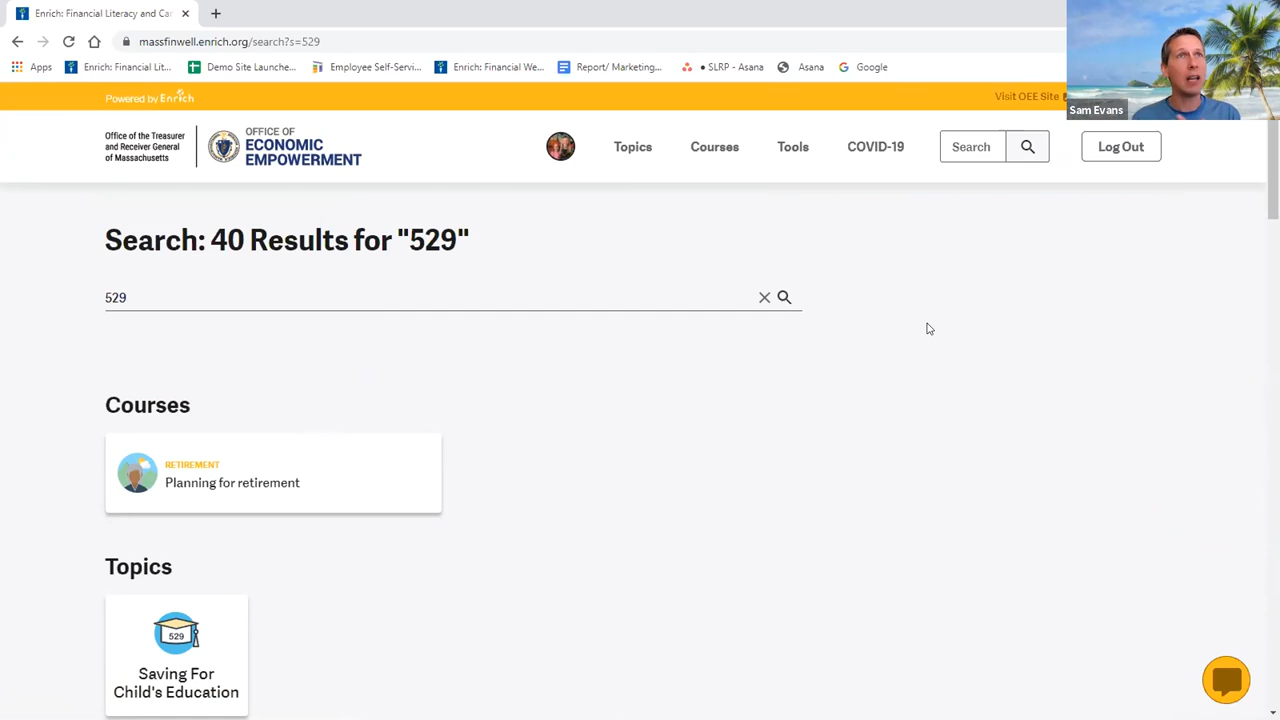 Enrich: Financial Literacy and Ca
massfinwell.enrich.org/search?s=529
Apps
Enrich: Financial Lit...
Demo Site Launche...
Employee Self-Servi...
Enrich: Financial We...
Report/ Marketing...
• SLRP - Asana
Asana
Google
Sam Evans
Powered by Enrich
Visit OEE Site
Office of the Treasurer
and Receiver General
of Massachusetts
OFFICE OF
ECONOMIC
EMPOWERMENT
Topics
Courses
Tools
COVID-19
Search
Log Out
Search: 40 Results for "529"
529
Courses
RETIREMENT
Planning for retirement
Topics
529
Saving For
Child's Education